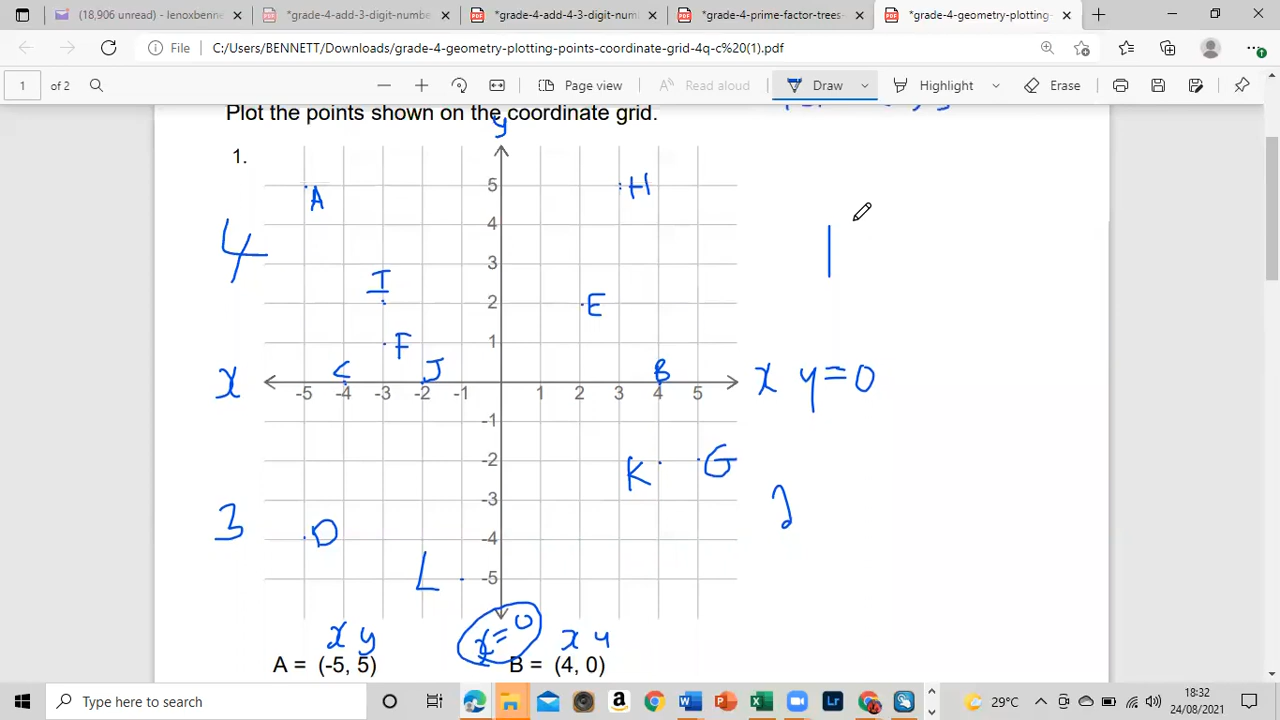 (18,906 unread) - lenoxbenne
*grade-4-add-3-digit-numbe
*grade-4-add-4-3-digit-numb
*grade-4-prime-factor-trees-
*grade-4-geometry-plotting-
File
C:/Users/BENNETT/Downloads/grade-4-geometry-plotting-points-coordinate-grid-4q-c%20(1).pdf
1 of 2
Page view
Read aloud
Draw
Highlight
Erase
Plot the points shown on the coordinate grid.
y
1.
A
5
H
4
4
1
I
3
2
E
F
1
C
J
B
x
x y=0
-5 -4 -3 -2 -1 1 2 3 4 5
-1
-2
K
G
-3
3
D
-4
2
L
-5
x y
x=0
x y
A = (-5, 5)
B = (4, 0)
Type here to search
29°C
18:32
24/08/2021